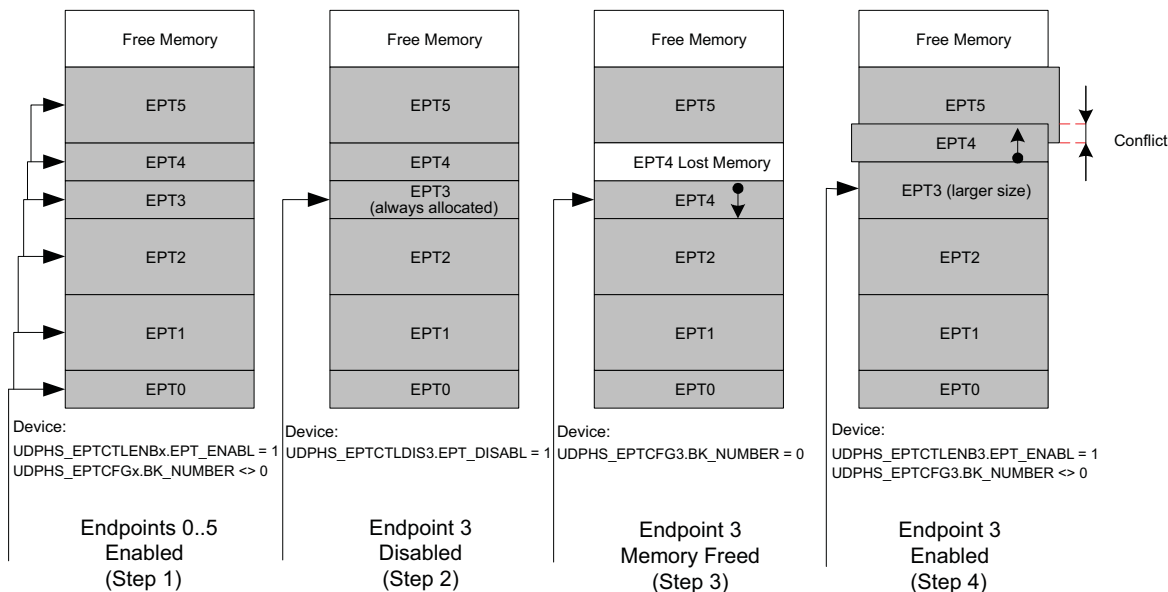 Free Memory
EPT5
EPT4
EPT3
EPT2
EPT1
EPT0
Device:
UDPHS_EPTCTLENBx.EPT_ENABL = 1
UDPHS_EPTCFGx.BK_NUMBER <> 0
Endpoints 0..5
Enabled
(Step 1)
Free Memory
EPT5
EPT4
EPT3
(always allocated)
EPT2
EPT1
EPT0
Device:
UDPHS_EPTCTLDIS3.EPT_DISABL = 1
Endpoint 3
Disabled
(Step 2)
Free Memory
EPT5
EPT4 Lost Memory
EPT4
EPT2
EPT1
EPT0
Device:
UDPHS_EPTCFG3.BK_NUMBER = 0
Endpoint 3
Memory Freed
(Step 3)
Free Memory
EPT5
EPT4
Conflict
EPT3 (larger size)
EPT2
EPT1
EPT0
Device:
UDPHS_EPTCTLENB3.EPT_ENABL = 1
UDPHS_EPTCFG3.BK_NUMBER <> 0
Endpoint 3
Enabled
(Step 4)